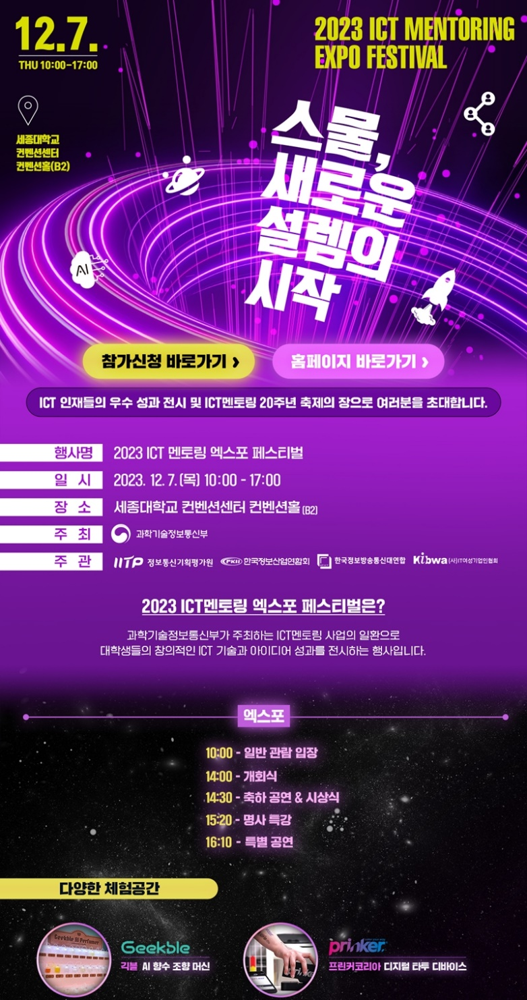 12.7.
THU 10:00-17:00
2023 ICT MENTORING
EXPO FESTIVAL
세종대학교
컨벤션센터
컨벤션홀(B2)
스물,
새로운
설렘의
시작
AI
참가신청 바로가기 ›
홈페이지 바로가기 ›
ICT 인재들의 우수 성과 전시 및 ICT멘토링 20주년 축제의 장으로 여러분을 초대합니다.
행사명 2023 ICT 멘토링 엑스포 페스티벌
일 시 2023. 12. 7. (목) 10:00 - 17:00
장 소 세종대학교 컨벤션센터 컨벤션홀 (B2)
주 최 과학기술정보통신부
주 관 IITP 정보통신기획평가원 FKII 한국정보산업연합회 한국정보방송통신대연합 Kibwa (사)IT여성기업인협회
2023 ICT멘토링 엑스포 페스티벌은?
과학기술정보통신부가 주최하는 ICT멘토링 사업의 일환으로
대학생들의 창의적인 ICT 기술과 아이디어 성과를 전시하는 행사입니다.
엑스포
10:00 - 일반 관람 입장
14:00 - 개회식
14:30 - 축하 공연 & 시상식
15:20 - 명사 특강
16:10 - 특별 공연
다양한 체험공간
Geekble AI Perfumer
Geekble
긱블 AI 향수 조향 머신
prinker
프링커코리아 디지털 타투 디바이스